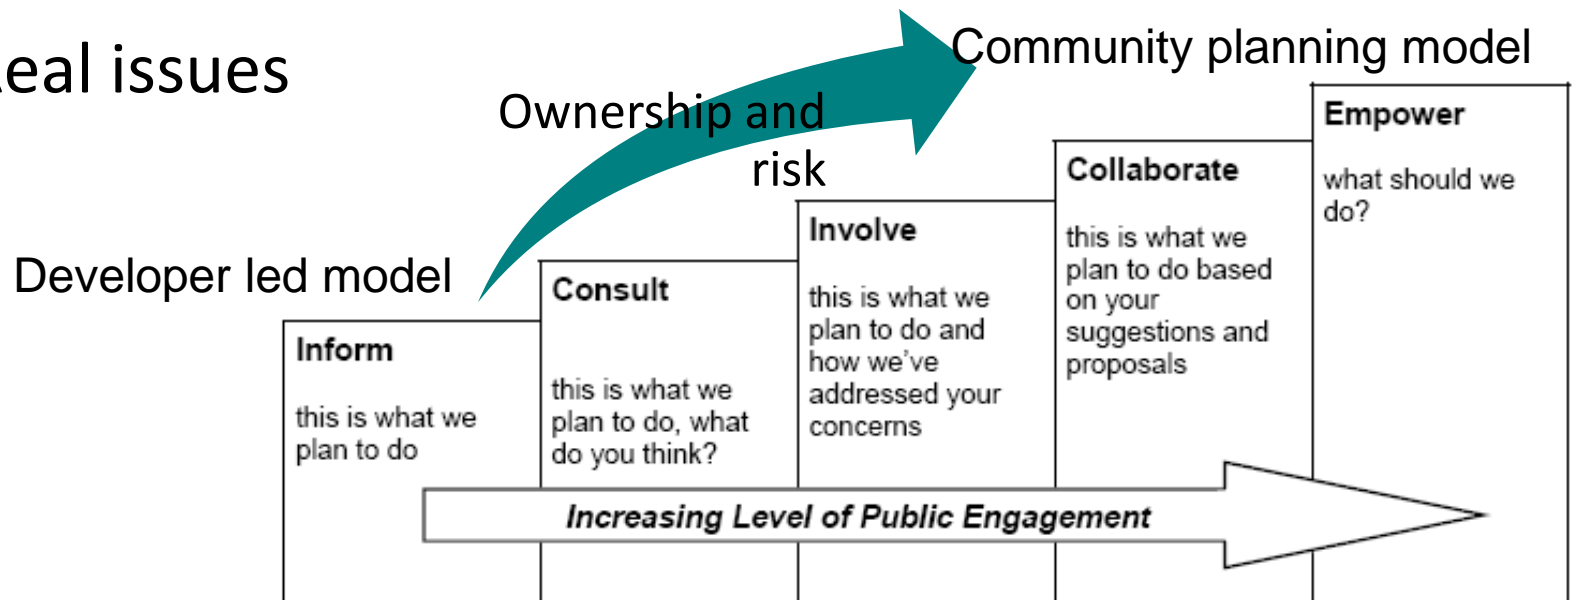 eal issues
Community planning model
Ownership and
risk
Developer led model
Inform
this is what we
plan to do
Consult
this is what we
plan to do, what
do you think?
Involve
this is what we
plan to do and
how we've
addressed your
concerns
Collaborate
this is what we
plan to do based
on your
suggestions and
proposals
Empower
what should we
do?
Increasing Level of Public Engagement